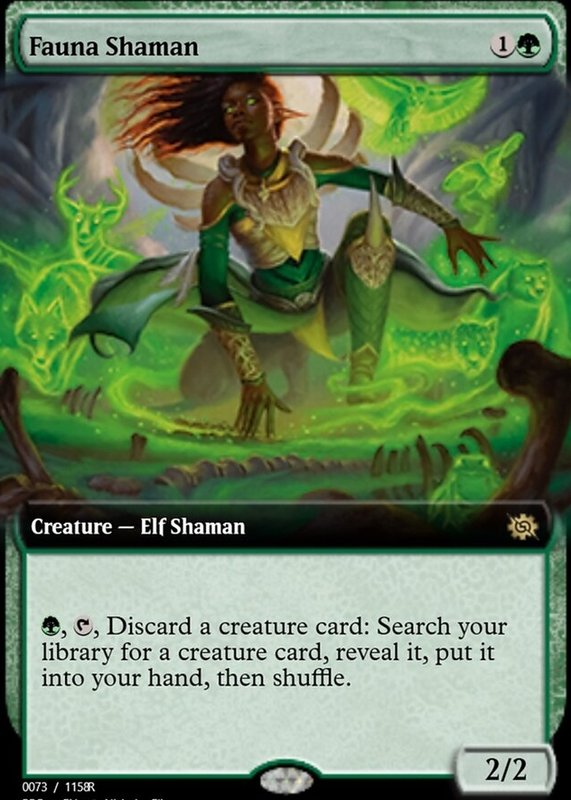 Fauna Shaman
1
Creature — Elf Shaman
, , Discard a creature card: Search your
library for a creature card, reveal it, put it
into your hand, then shuffle.
2/2
0073 / 1158R